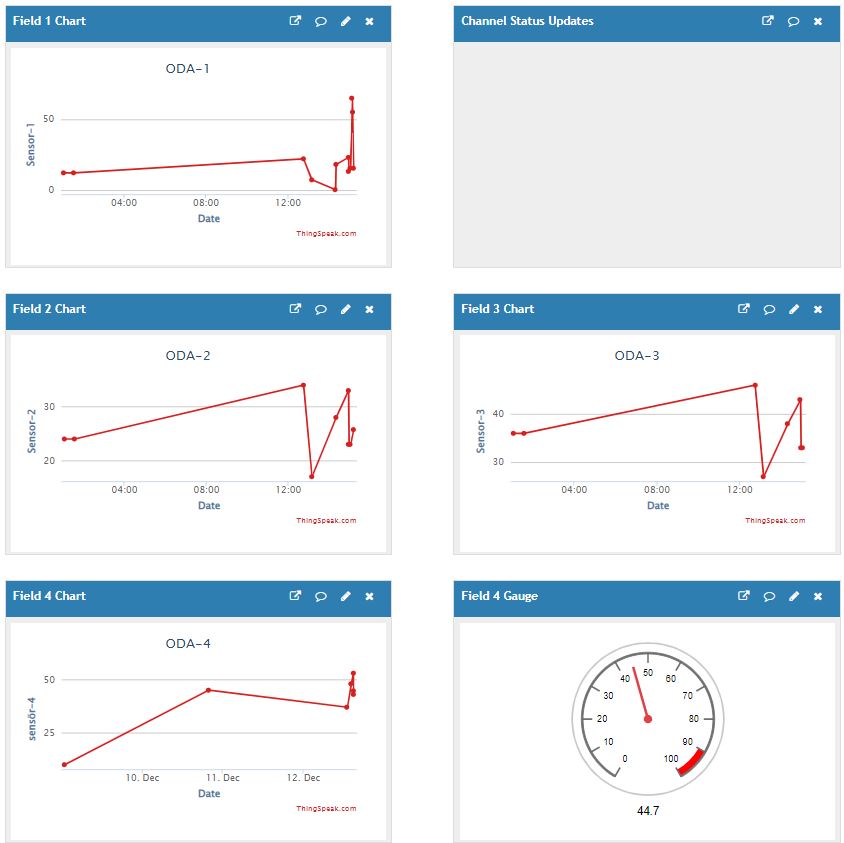 Field 1 Chart
ODA-1
Sensor-1
50
0
04:00 08:00 12:00
Date
ThingSpeak.com
Channel Status Updates
Field 2 Chart
ODA-2
Sensor-2
30
20
04:00 08:00 12:00
Date
ThingSpeak.com
Field 3 Chart
ODA-3
Sensor-3
40
30
04:00 08:00 12:00
Date
ThingSpeak.com
Field 4 Chart
ODA-4
sensör-4
50
25
10. Dec 11. Dec 12. Dec
Date
ThingSpeak.com
Field 4 Gauge
0
10
20
30
40
50
60
70
80
90
100
44.7